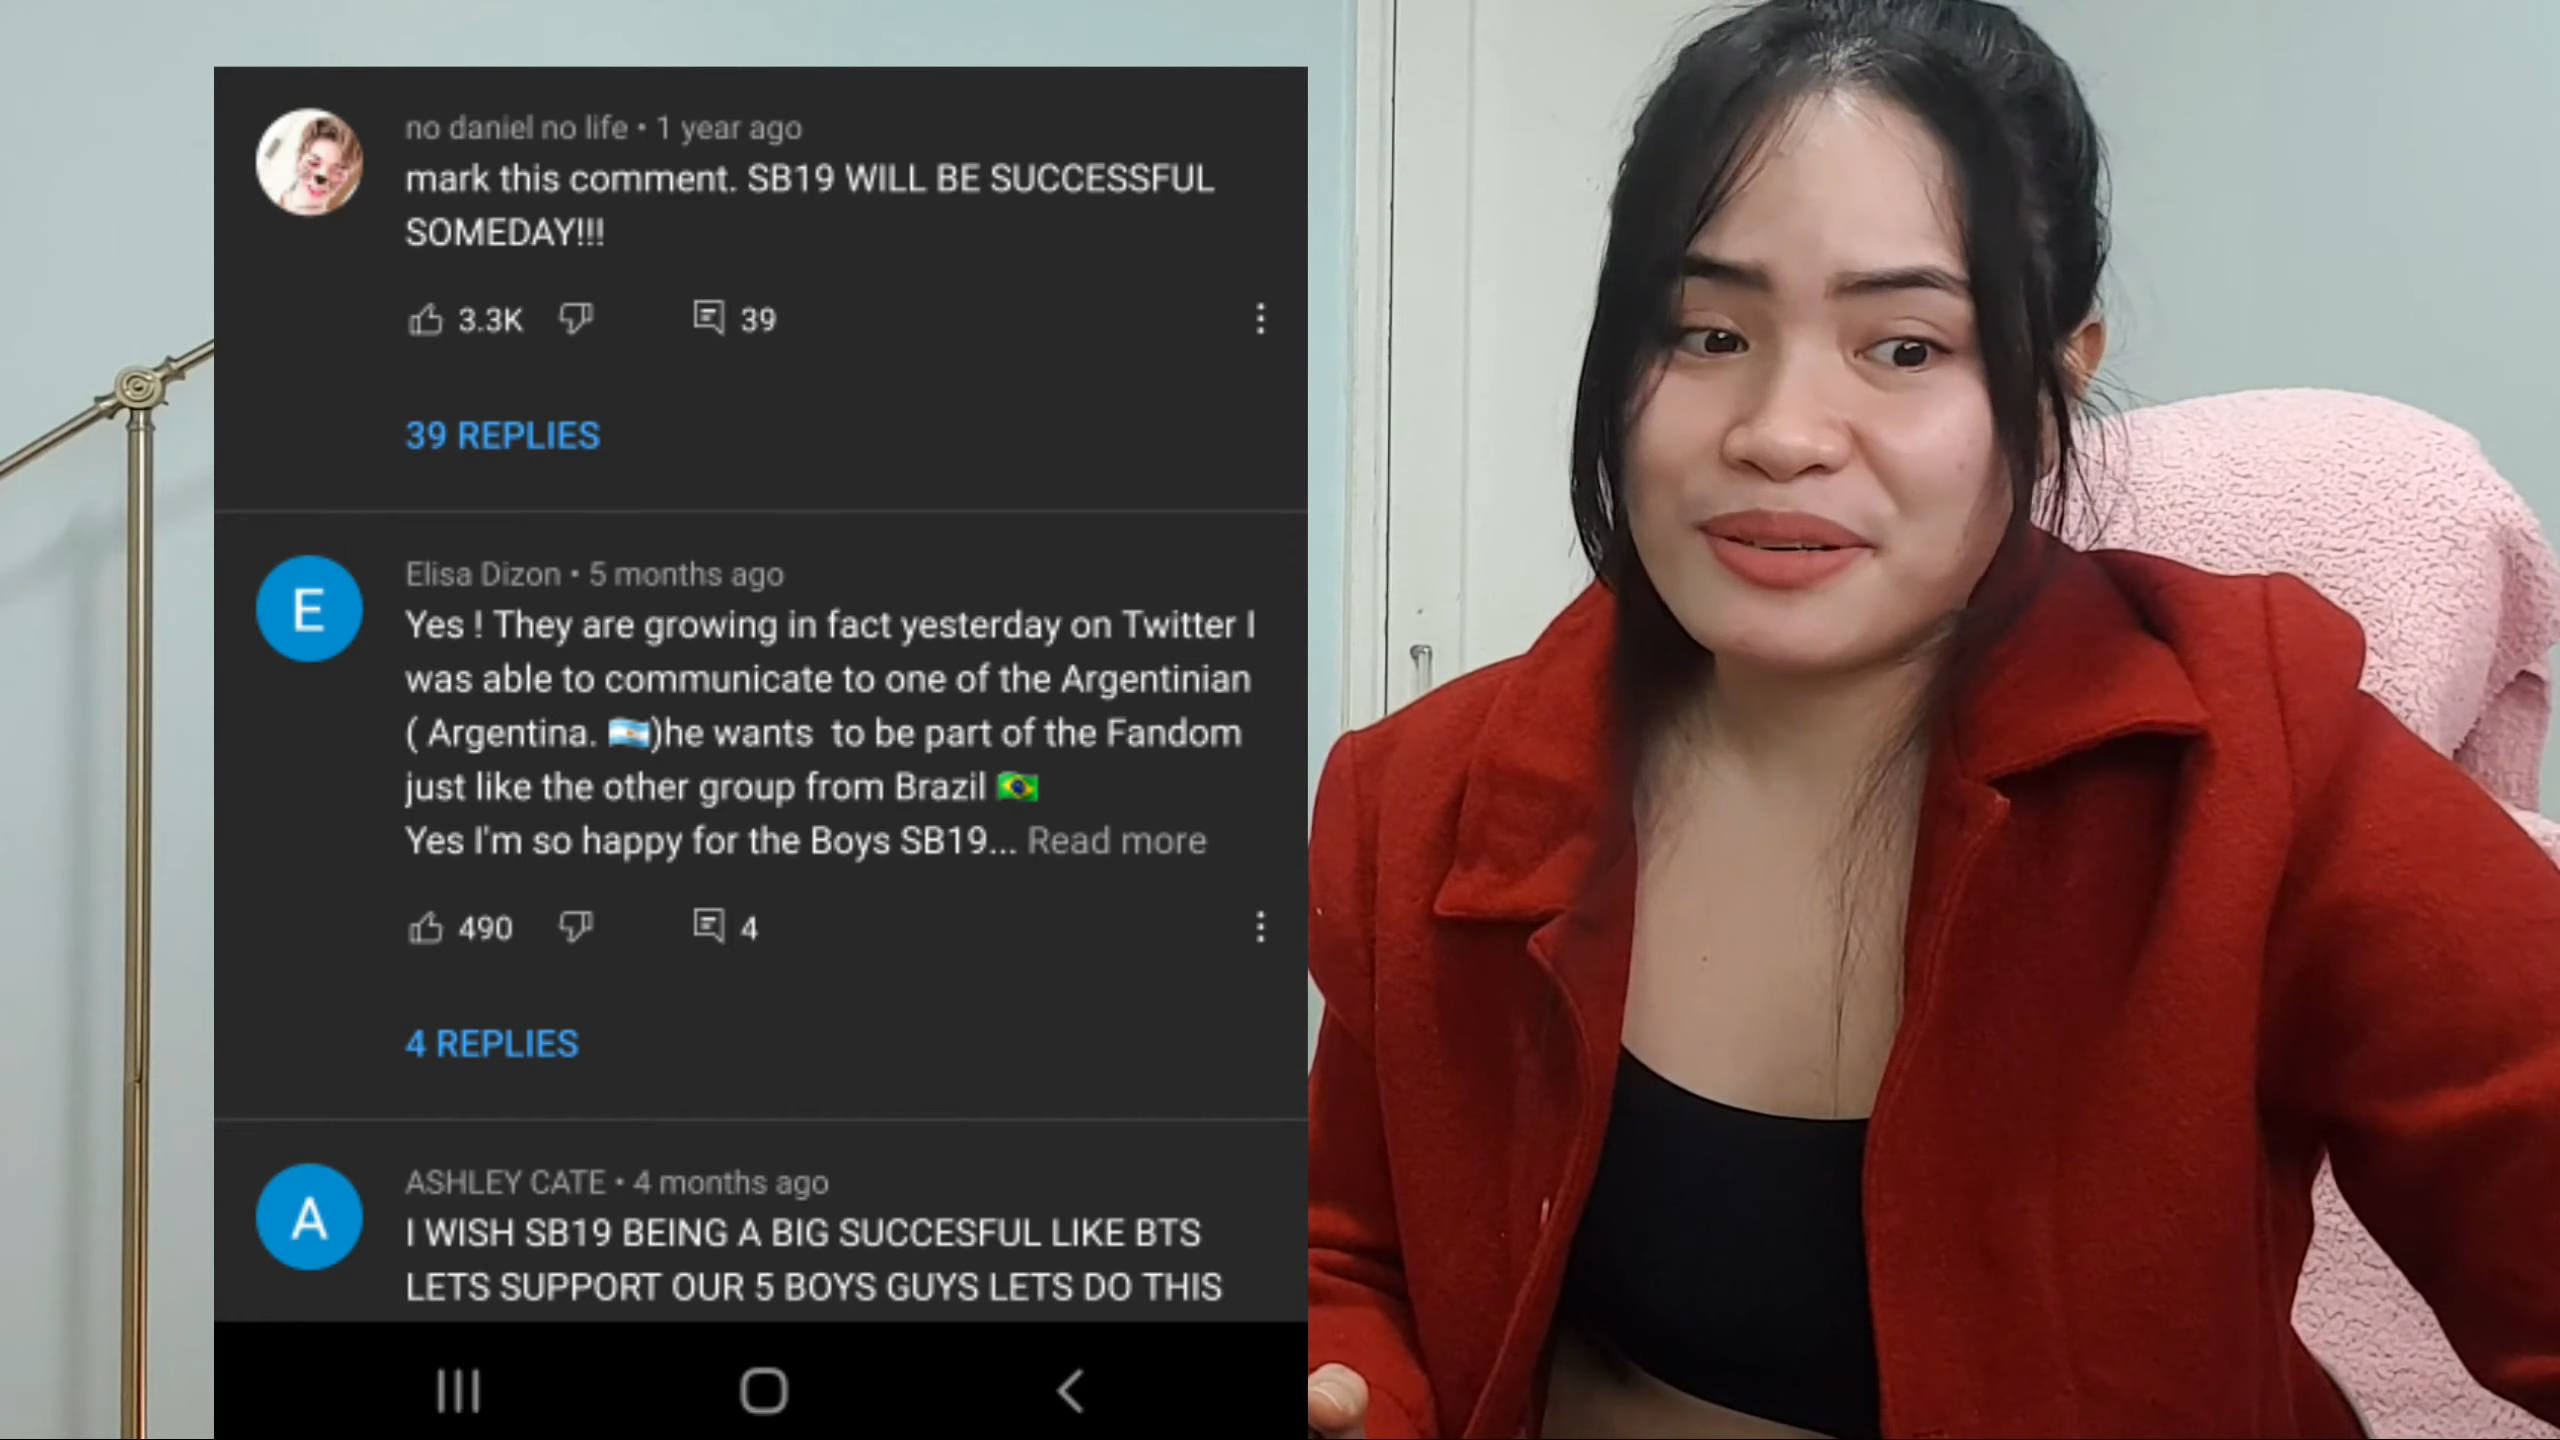 no daniel no life • 1 year ago
mark this comment. SB19 WILL BE SUCCESSFUL
SOMEDAY!!!
3.3K
39
39 REPLIES
E
Elisa Dizon • 5 months ago
Yes ! They are growing in fact yesterday on Twitter I
was able to communicate to one of the Argentinian
( Argentina. 🇦🇷)he wants  to be part of the Fandom
just like the other group from Brazil 🇧🇷
Yes I'm so happy for the Boys SB19... Read more
490
4
4 REPLIES
A
ASHLEY CATE • 4 months ago
I WISH SB19 BEING A BIG SUCCESFUL LIKE BTS
LETS SUPPORT OUR 5 BOYS GUYS LETS DO THIS